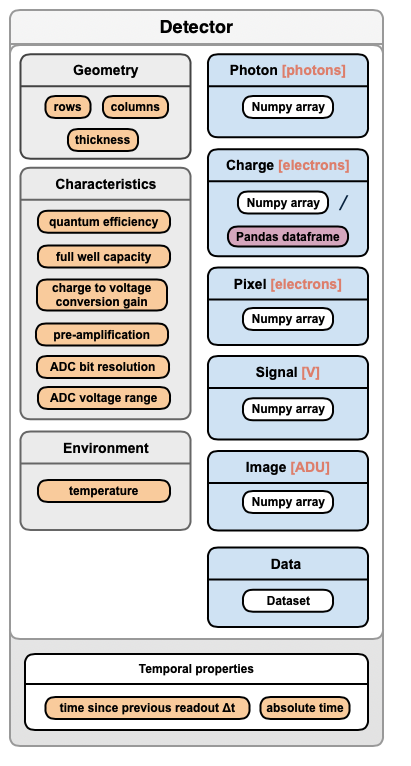 Detector
Geometry
rows
columns
thickness
Characteristics
quantum efficiency
full well capacity
charge to voltage
conversion gain
pre-amplification
ADC bit resolution
ADC voltage range
Environment
temperature
Photon [photons]
Numpy array
Charge [electrons]
Numpy array /
Pandas dataframe
Pixel [electrons]
Numpy array
Signal [V]
Numpy array
Image [ADU]
Numpy array
Data
Dataset
Temporal properties
time since previous readout Δt
absolute time